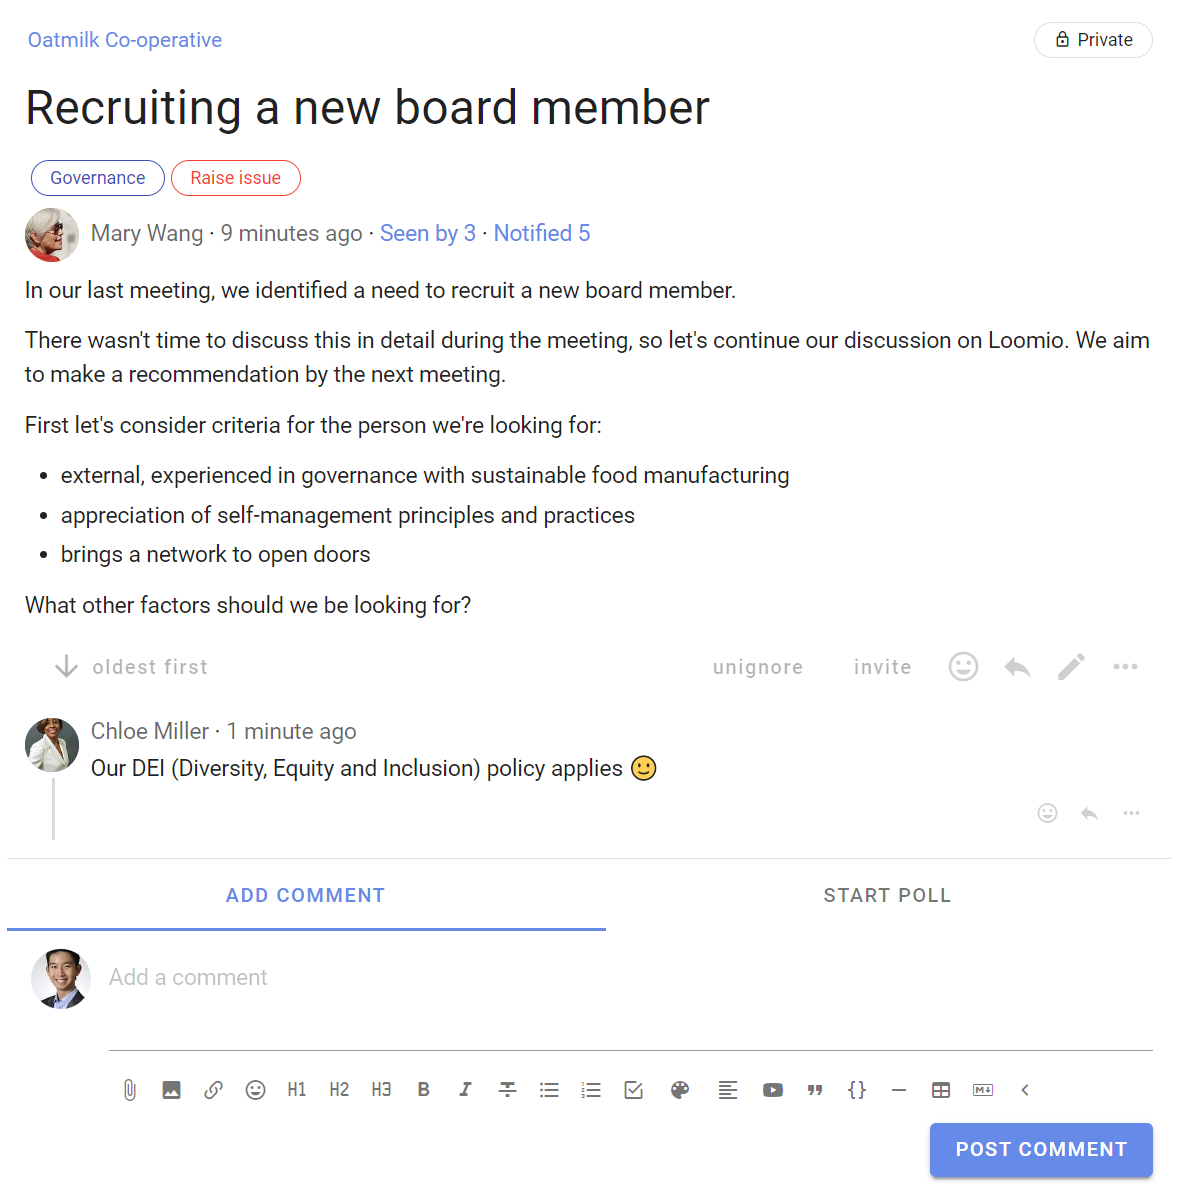 Oatmilk Co-operative
Private
Recruiting a new board member
Governance
Raise issue
Mary Wang · 9 minutes ago · Seen by 3 · Notified 5
In our last meeting, we identified a need to recruit a new board member.
There wasn't time to discuss this in detail during the meeting, so let's continue our discussion on Loomio. We aim
to make a recommendation by the next meeting.
First let's consider criteria for the person we're looking for:
• external, experienced in governance with sustainable food manufacturing
• appreciation of self-management principles and practices
• brings a network to open doors
What other factors should we be looking for?
oldest first
unignore
invite
Chloe Miller · 1 minute ago
Our DEI (Diversity, Equity and Inclusion) policy applies 🙂
ADD COMMENT
START POLL
Add a comment
H1 H2 H3 B I
M↓
POST COMMENT